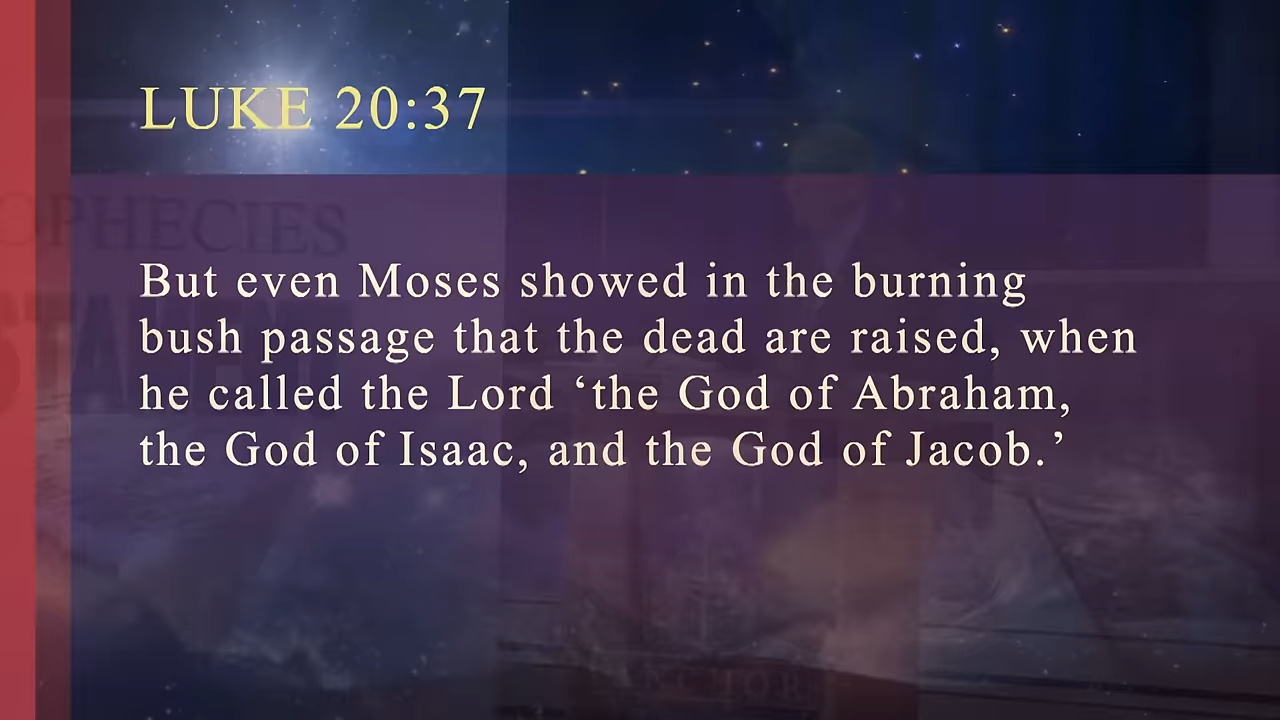 LUKE 20:37
OPHECIES
But even Moses showed in the burning
bush passage that the dead are raised, when
he called the Lord ‘the God of Abraham,
the God of Isaac, and the God of Jacob.’